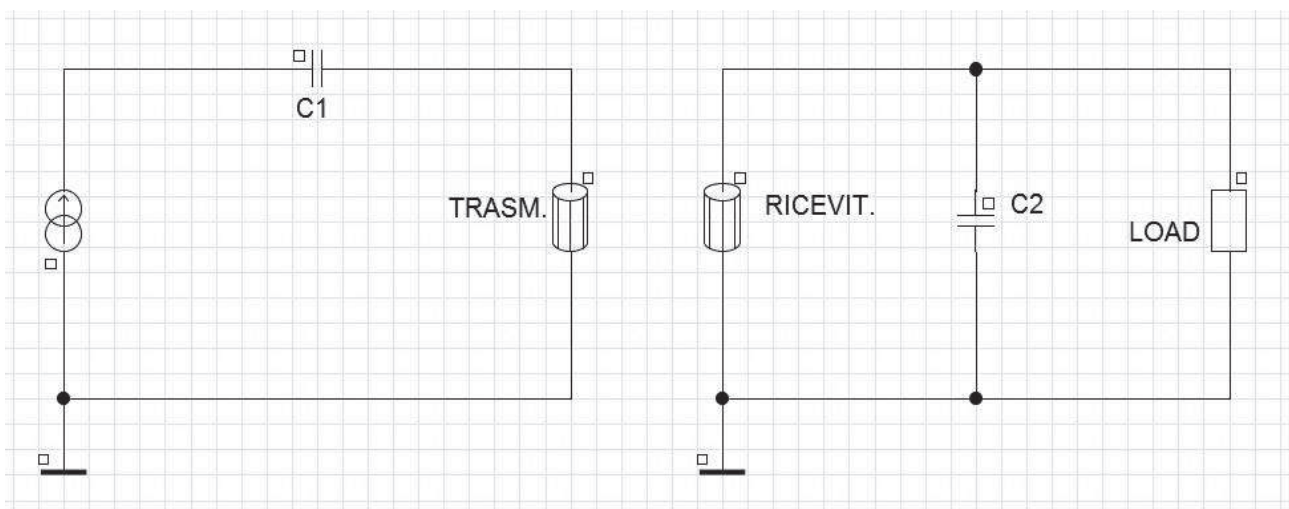 C1
TRASM.
RICEVIT.
C2
LOAD